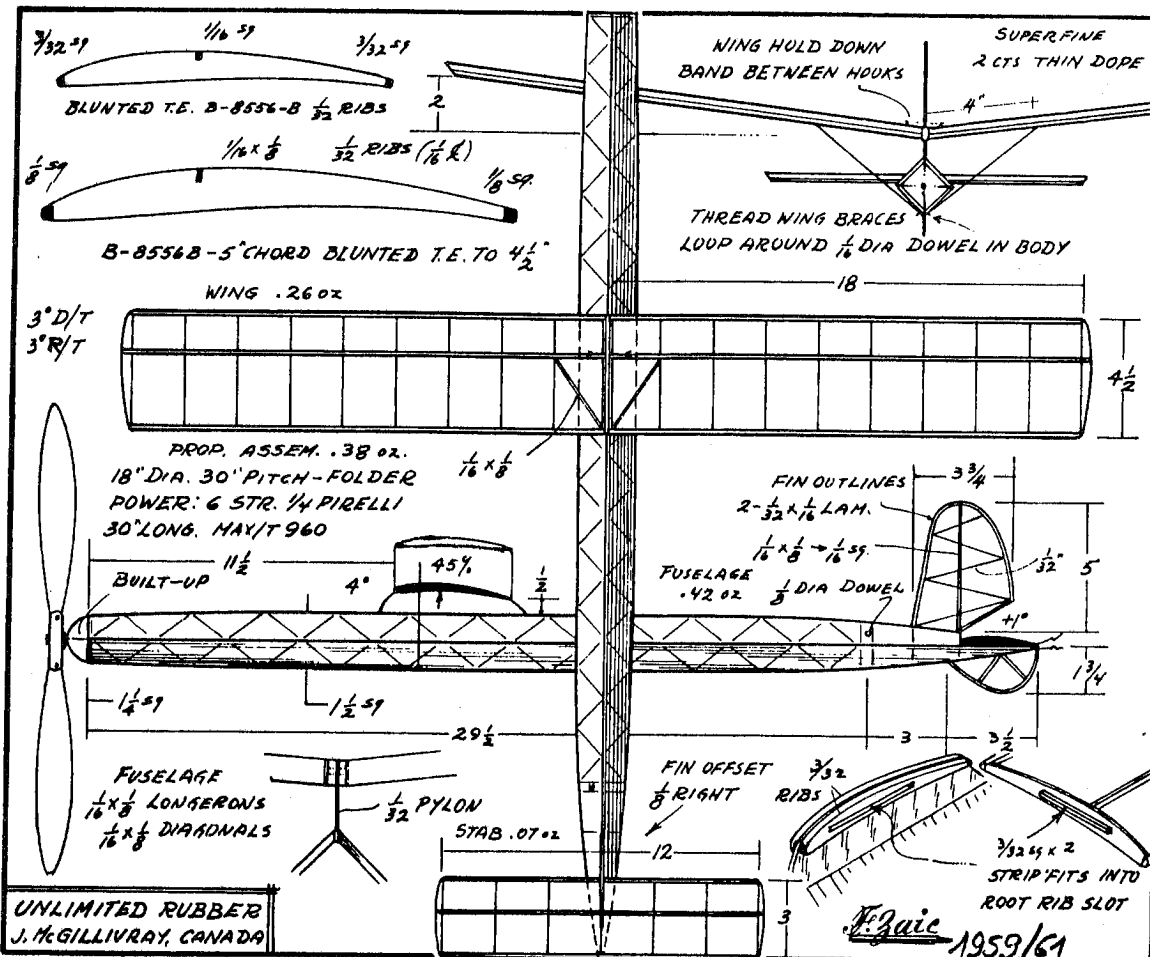 3/32 sq
1/16 sq
3/32 sq
BLUNTED T.E. B-8556-B 1/32 RIBS
2
WING HOLD DOWN
BAND BETWEEN HOOKS
SUPERFINE
2 CTS THIN DOPE
4"
1/8 sq
1/16 x 1/8
1/32 RIBS (1/16 ℄)
1/8 SQ.
B-8556B-5" CHORD BLUNTED T.E. TO 4 1/2"
THREAD WING BRACES
LOOP AROUND 1/16 DIA DOWEL IN BODY
WING .26 oz
18
3° D/T
3° R/T
4 1/2
PROP. ASSEM. .38 oz.
18" DIA. 30" PITCH-FOLDER
POWER: 6 STR. 1/4 PIRELLI
30" LONG. MAX/T 960
1/16 x 1/8
FIN OUTLINES
2-1/32 x 1/16 LAM.
3 3/4
1/16 x 1/8 → 1/16 sq.
1/32"
5
11 1/2
BUILT-UP
4°
45%
1/2
FUSELAGE
.42 oz
1/8 DIA DOWEL
+1°
1 3/4
1 1/4 sq
1 1/2 sq
29 1/2
3
3 1/2
FUSELAGE
1/16 x 1/8 LONGERONS
1/16 x 1/8 DIAGONALS
1/32 PYLON
FIN OFFSET
1/8 RIGHT
3/32
RIBS
STAB .07 oz
12
3
3/32 sq x 2
STRIP FITS INTO
ROOT RIB SLOT
UNLIMITED RUBBER
J. McGILLIVRAY, CANADA
F. Zaic
1959/61